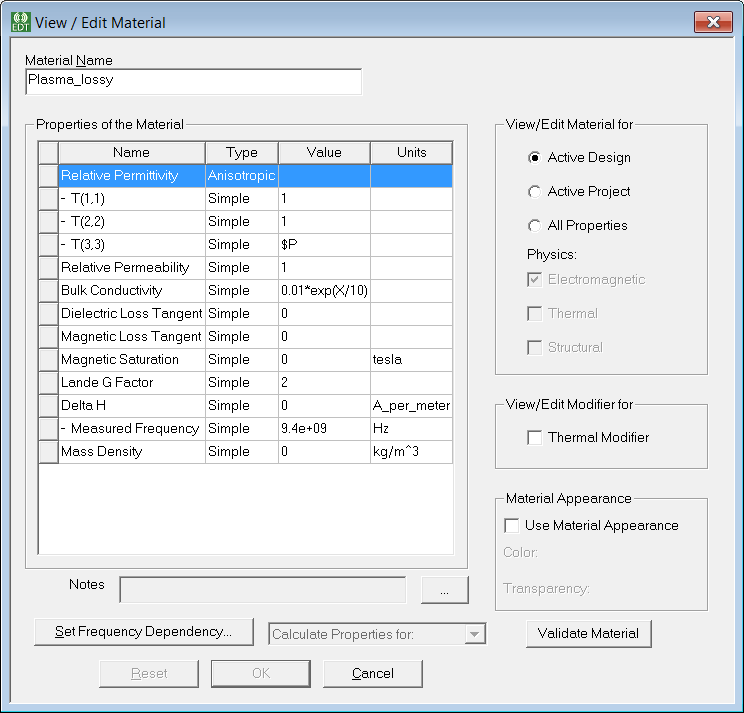 EDT View / Edit Material
Material Name
Plasma_lossy
Properties of the Material
Name Type Value Units
Relative Permittivity Anisotropic
- T(1,1) Simple 1
- T(2,2) Simple 1
- T(3,3) Simple $P
Relative Permeability Simple 1
Bulk Conductivity Simple 0.01*exp(X/10)
Dielectric Loss Tangent Simple 0
Magnetic Loss Tangent Simple 0
Magnetic Saturation Simple 0 tesla
Lande G Factor Simple 2
Delta H Simple 0 A_per_meter
- Measured Frequency Simple 9.4e+09 Hz
Mass Density Simple 0 kg/m^3
Notes
...
Set Frequency Dependency...
Calculate Properties for:
Reset
OK
Cancel
View/Edit Material for
Active Design
Active Project
All Properties
Physics:
Electromagnetic
Thermal
Structural
View/Edit Modifier for
Thermal Modifier
Material Appearance
Use Material Appearance
Color:
Transparency:
Validate Material